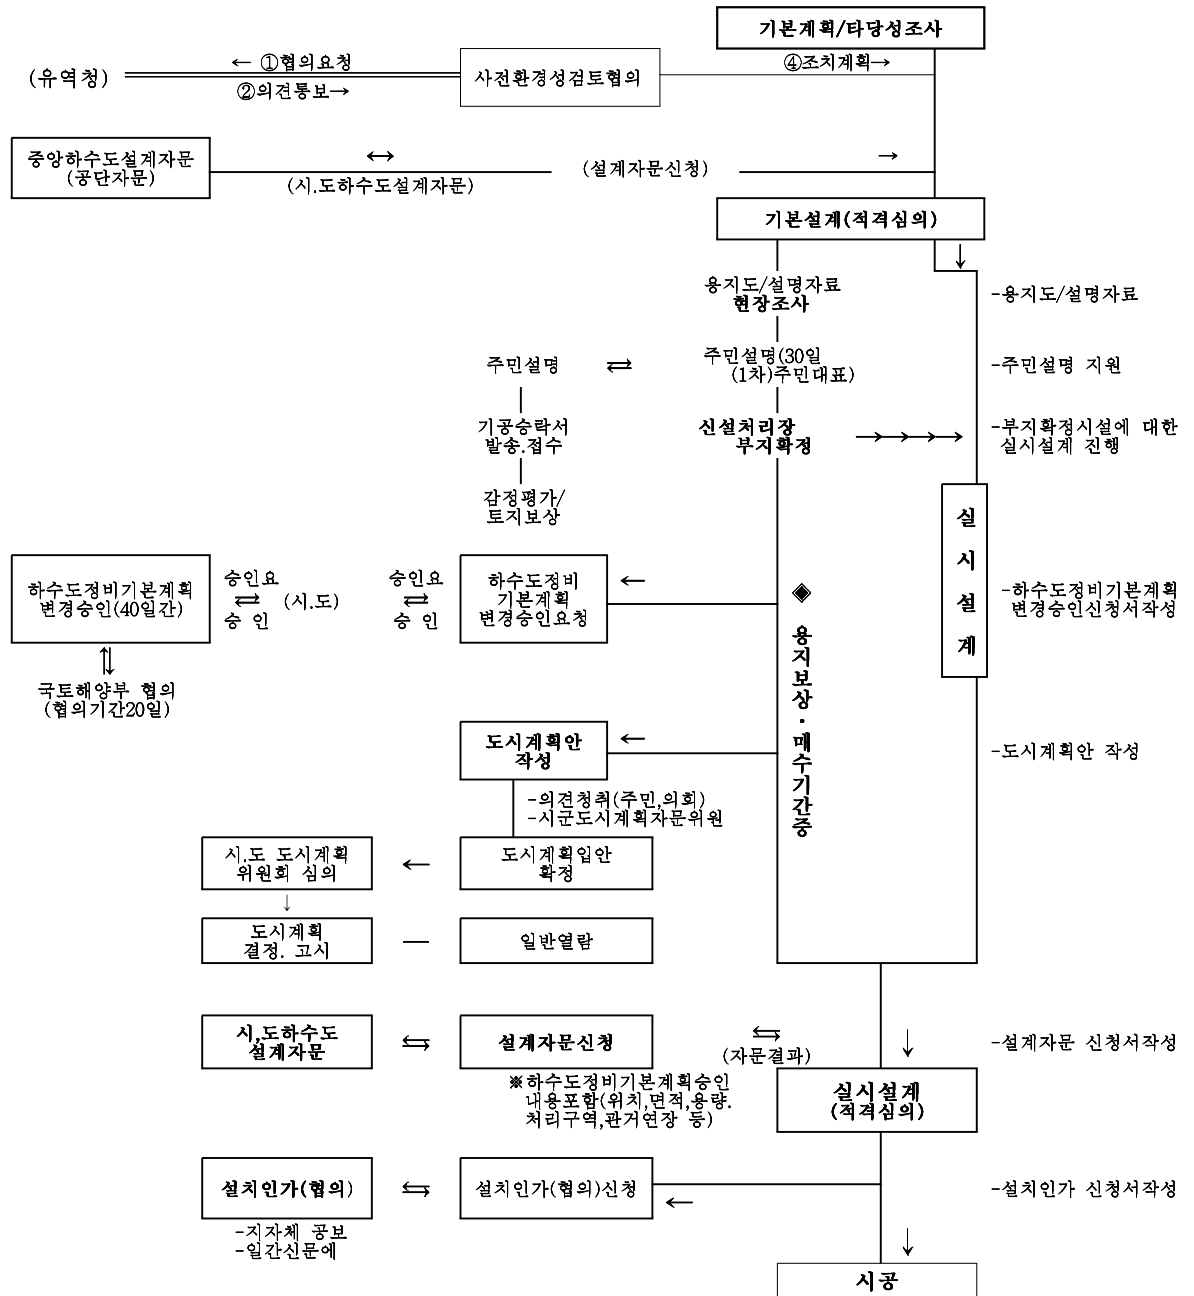 기본계획/타당성조사
← ①협의요청
④조치계획→
(유역청)
사전환경성검토협의
②의견통보→
중앙하수도설계자문
(공단자문)
↔
→
(시.도하수도설계자문)
(설계자문신청)
기본설계(적격심의)
↓
용지도/설명자료
현장조사
-용지도/설명자료
주민설명
⇄
주민설명(30일
(1차)주민대표)
-주민설명 지원
기공승락서
발송.접수
신설처리장
부지확정
→→→→
-부지확정시설에 대한
실시설계 진행
감정평가/
토지보상
실
시
설
계
하수도정비기본계획
변경승인(40일간)
승인요
⇄
승 인
(시.도)
승인요
⇄
승 인
하수도정비
기본계획
변경승인요청
←
◈ 용지보상·매수기간중
-하수도정비기본계획
변경승인신청서작성
⇅
국토해양부 협의
(협의기간20일)
도시계획안
작성
←
-도시계획안 작성
-의견청취(주민,의회)
-시군도시계획자문위원
시.도 도시계획
위원회 심의
←
도시계획입안
확정
↓
도시계획
결정. 고시
일반열람
시,도하수도
설계자문
⇆
설계자문신청
⇆
(자문결과)
↓
-설계자문 신청서작성
※하수도정비기본계획승인
내용포함(위치,면적,용량.
처리구역,관거연장 등)
실시설계
(적격심의)
설치인가(협의)
⇆
설치인가(협의)신청
←
-설치인가 신청서작성
-지자체 공보
-일간신문에
↓
시공